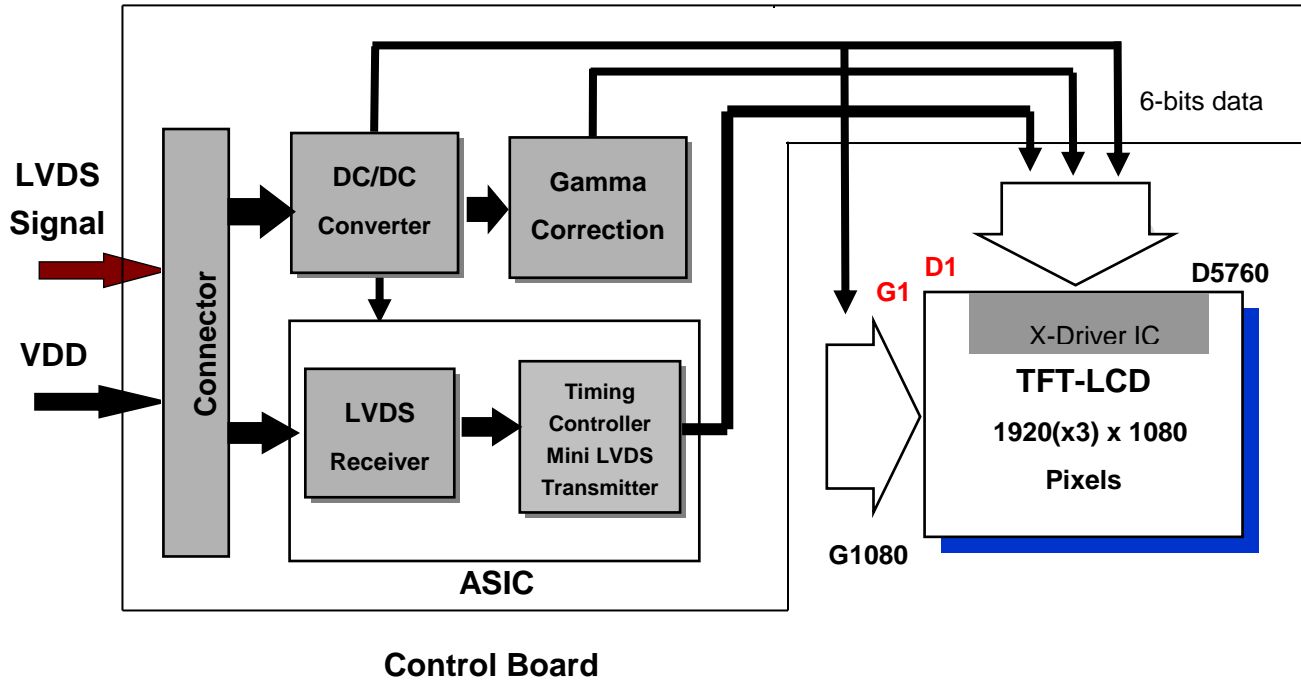 6-bits data
LVDS
Signal
VDD
Connector
DC/DC
Converter
Gamma
Correction
LVDS
Receiver
Timing
Controller
Mini LVDS
Transmitter
ASIC
D1
G1
D5760
G1080
X-Driver IC
TFT-LCD
1920(x3) x 1080
Pixels
Control Board